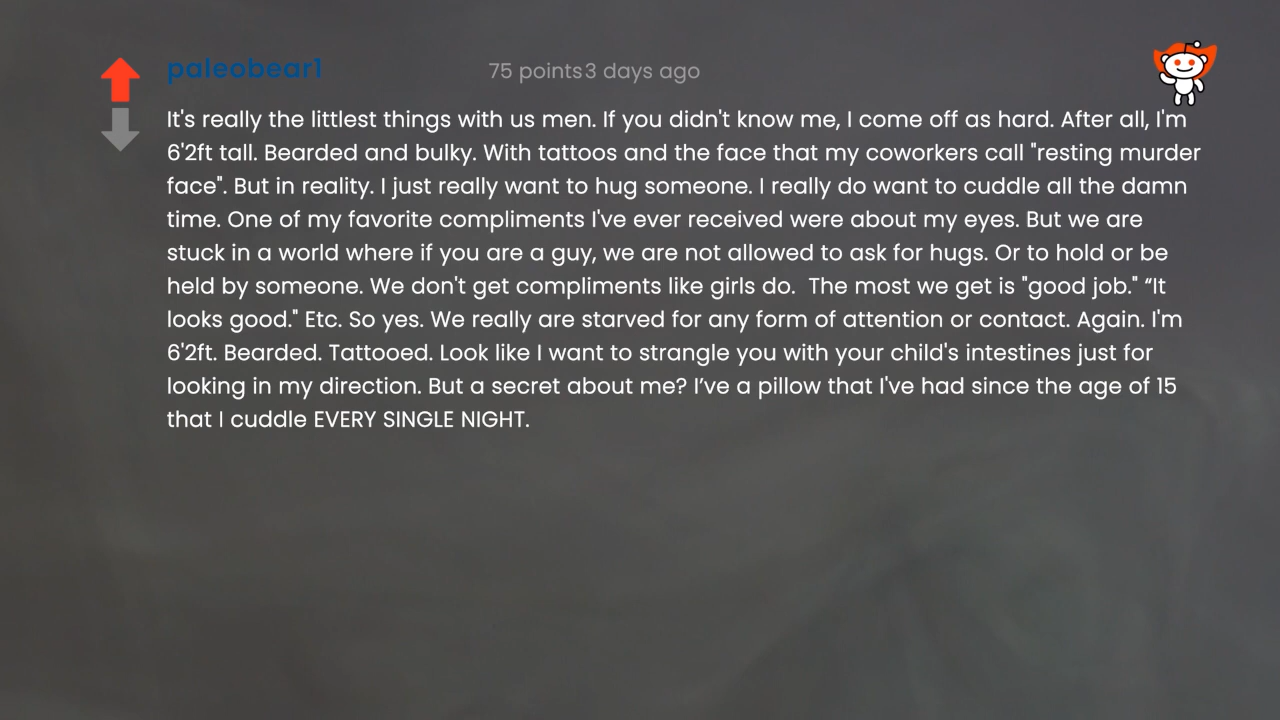 paleobear1 75 points 3 days ago
It's really the littlest things with us men. If you didn't know me, I come off as hard. After all, I'm
6'2ft tall. Bearded and bulky. With tattoos and the face that my coworkers call "resting murder
face". But in reality. I just really want to hug someone. I really do want to cuddle all the damn
time. One of my favorite compliments I've ever received were about my eyes. But we are
stuck in a world where if you are a guy, we are not allowed to ask for hugs. Or to hold or be
held by someone. We don't get compliments like girls do.  The most we get is "good job." “It
looks good." Etc. So yes. We really are starved for any form of attention or contact. Again. I'm
6'2ft. Bearded. Tattooed. Look like I want to strangle you with your child's intestines just for
looking in my direction. But a secret about me? I’ve a pillow that I've had since the age of 15
that I cuddle EVERY SINGLE NIGHT.